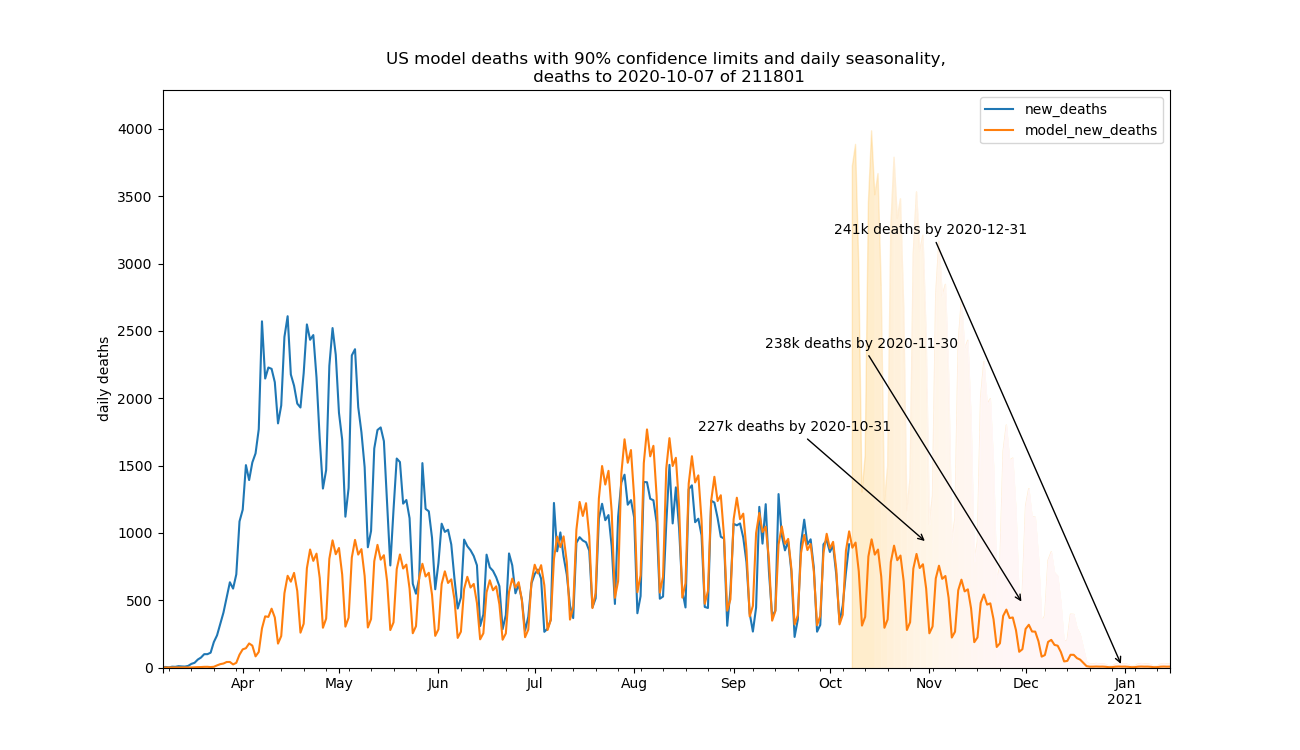 US model deaths with 90% confidence limits and daily seasonality,
deaths to 2020-10-07 of 211801
new_deaths
model_new_deaths
daily deaths
4000
3500
3000
2500
2000
1500
1000
500
0
241k deaths by 2020-12-31
238k deaths by 2020-11-30
227k deaths by 2020-10-31
Apr May Jun Jul Aug Sep Oct Nov Dec Jan
2021